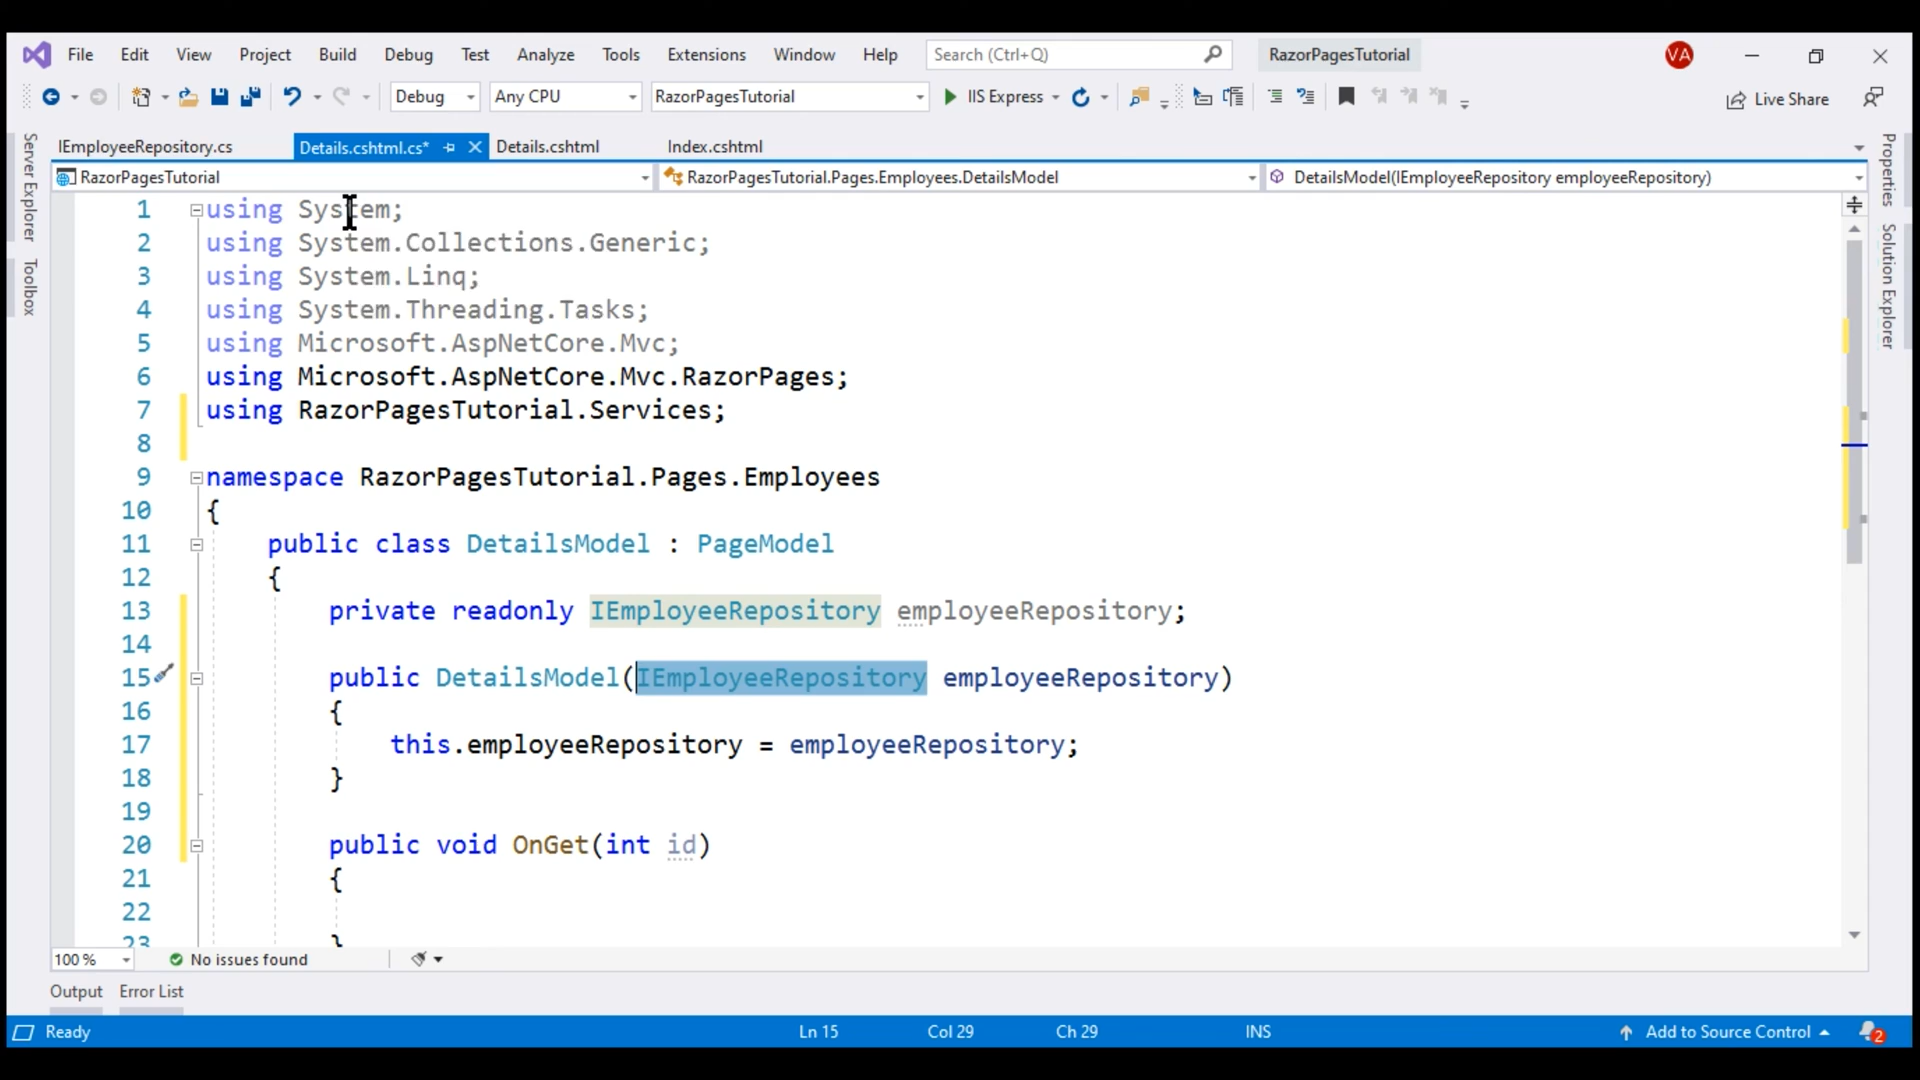 File Edit View Project Build Debug Test Analyze Tools Extensions Window Help Search (Ctrl+Q) RazorPagesTutorial VA
Debug Any CPU RazorPagesTutorial IIS Express Live Share
IEmployeeRepository.cs Details.cshtml.cs* Details.cshtml Index.cshtml
RazorPagesTutorial RazorPagesTutorial.Pages.Employees.DetailsModel DetailsModel(IEmployeeRepository employeeRepository)
Server Explorer
Toolbox
Properties
Solution Explorer
1 using System;
2 using System.Collections.Generic;
3 using System.Linq;
4 using System.Threading.Tasks;
5 using Microsoft.AspNetCore.Mvc;
6 using Microsoft.AspNetCore.Mvc.RazorPages;
7 using RazorPagesTutorial.Services;
8
9 namespace RazorPagesTutorial.Pages.Employees
10 {
11 public class DetailsModel : PageModel
12 {
13 private readonly IEmployeeRepository employeeRepository;
14
15 public DetailsModel(IEmployeeRepository employeeRepository)
16 {
17 this.employeeRepository = employeeRepository;
18 }
19
20 public void OnGet(int id)
21 {
22
23 }
100 % No issues found
Output Error List
Ready Ln 15 Col 29 Ch 29 INS Add to Source Control 2